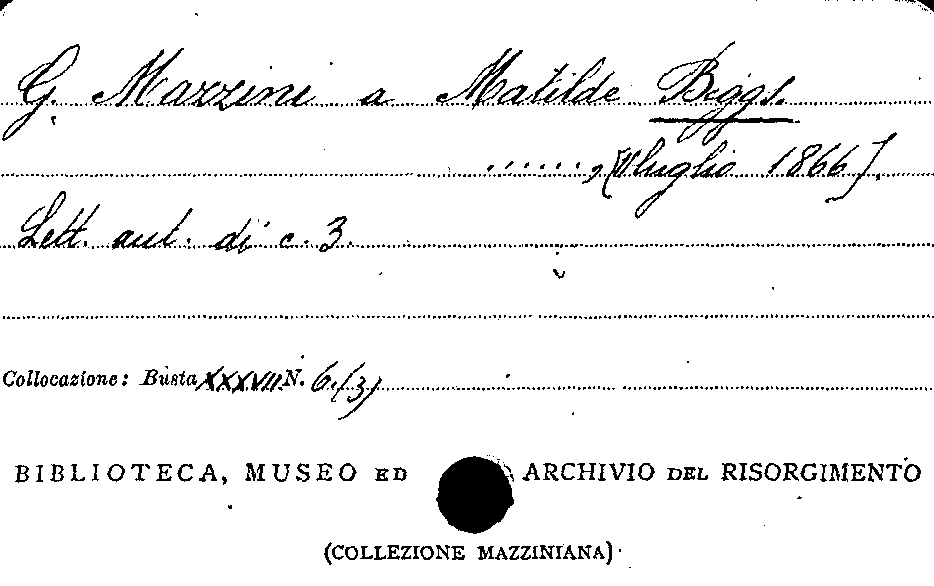 G. Mazzini a Matilde Biggs.
......, [luglio 1866].
Lett. aut. di c. 3.
Collocazione: Busta XXXVII N. 6.(3)
BIBLIOTECA, MUSEO ED ARCHIVIO DEL RISORGIMENTO
(COLLEZIONE MAZZINIANA)